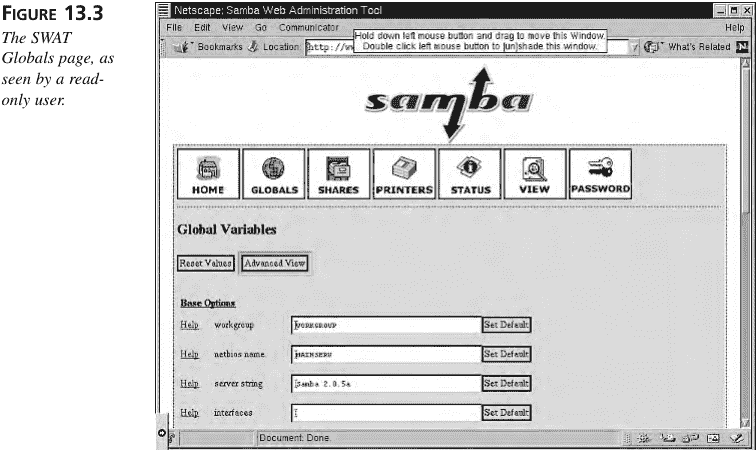 FIGURE 13.3
The SWAT
Globals page, as
seen by a read-
only user.
Netscape: Samba Web Administration Tool
File Edit View Go Communicator Help
Hold down left mouse button and drag to move this Window.
Double click left mouse button to [un]shade this window.
Bookmarks Location: http://w What's Related
samba
HOME GLOBALS SHARES PRINTERS STATUS VIEW PASSWORD
Global Variables
Reset Values Advanced View
Base Options
Help workgroup WORKGROUP Set Default
Help netbios name MAINSERV Set Default
Help server string Samba 2.0.5a Set Default
Help interfaces Set Default
Document: Done.